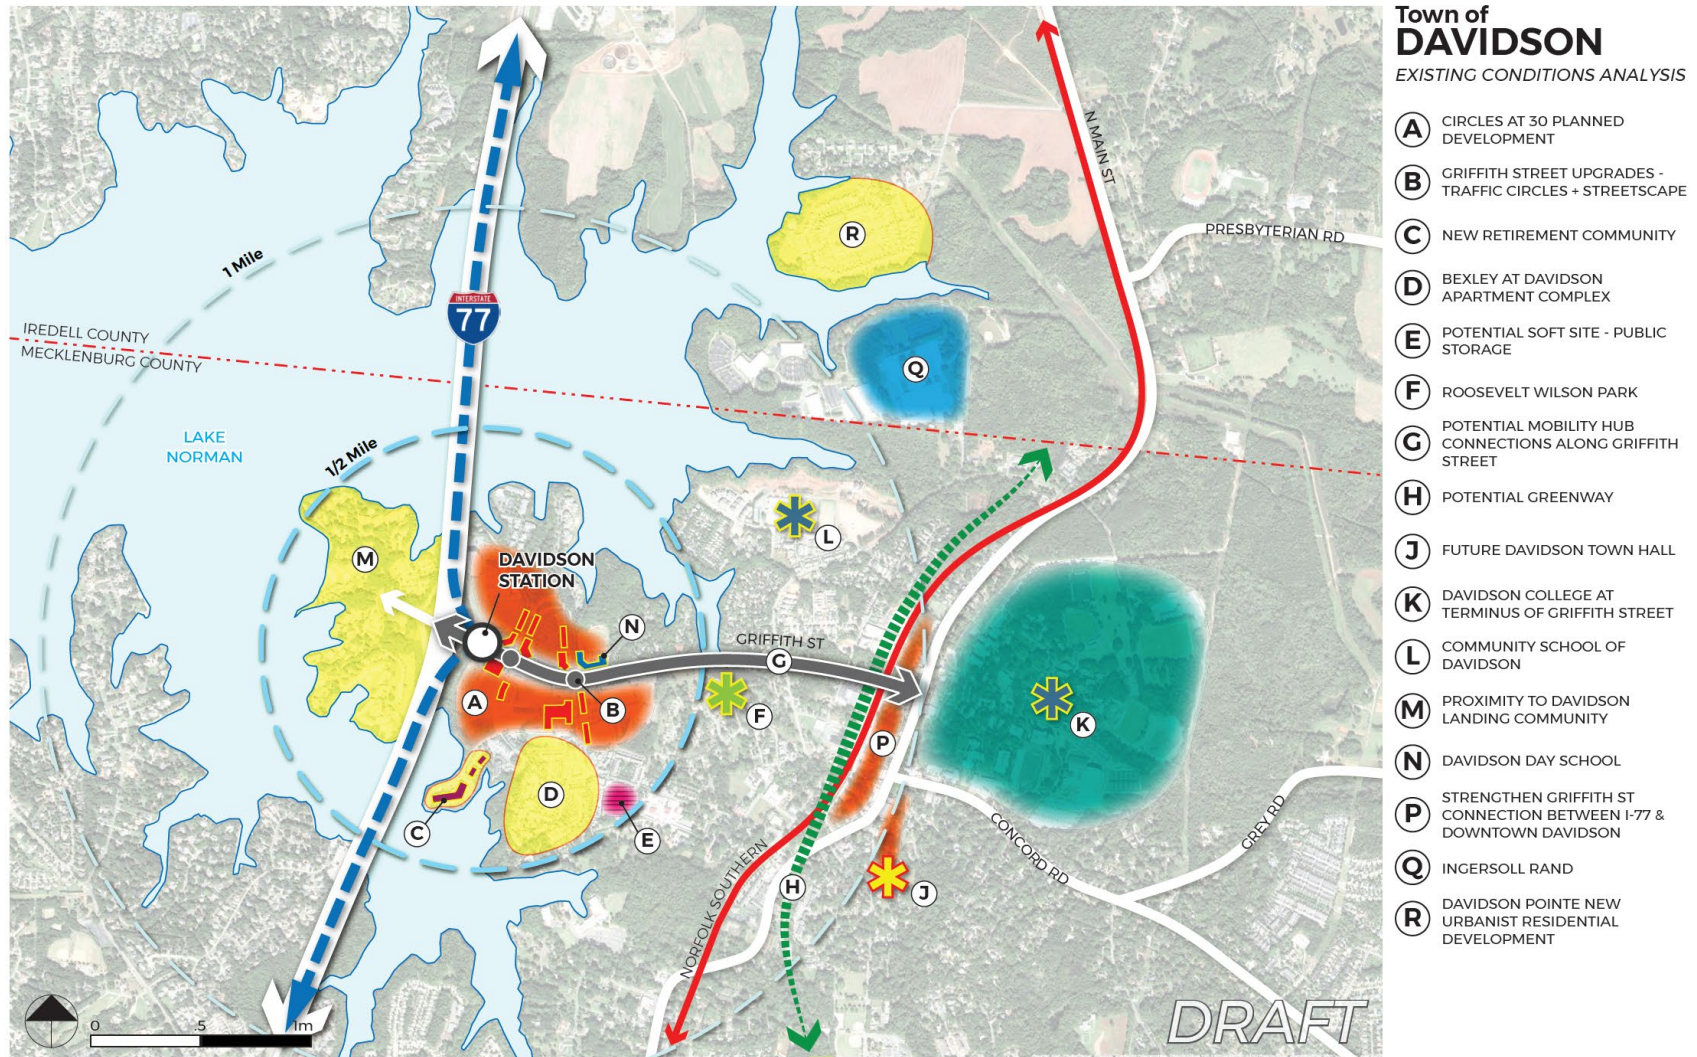 Town of
DAVIDSON
EXISTING CONDITIONS ANALYSIS
A CIRCLES AT 30 PLANNED
DEVELOPMENT
B GRIFFITH STREET UPGRADES -
TRAFFIC CIRCLES + STREETSCAPE
C NEW RETIREMENT COMMUNITY
D BEXLEY AT DAVIDSON
APARTMENT COMPLEX
E POTENTIAL SOFT SITE - PUBLIC
STORAGE
F ROOSEVELT WILSON PARK
G POTENTIAL MOBILITY HUB
CONNECTIONS ALONG GRIFFITH
STREET
H POTENTIAL GREENWAY
J FUTURE DAVIDSON TOWN HALL
K DAVIDSON COLLEGE AT
TERMINUS OF GRIFFITH STREET
L COMMUNITY SCHOOL OF
DAVIDSON
M PROXIMITY TO DAVIDSON
LANDING COMMUNITY
N DAVIDSON DAY SCHOOL
P STRENGTHEN GRIFFITH ST
CONNECTION BETWEEN I-77 &
DOWNTOWN DAVIDSON
Q INGERSOLL RAND
R DAVIDSON POINTE NEW
URBANIST RESIDENTIAL
DEVELOPMENT
N MAIN ST
PRESBYTERIAN RD
R
1 Mile
INTERSTATE
77
IREDELL COUNTY
MECKLENBURG COUNTY
Q
LAKE
NORMAN
1/2 Mile
L
M
DAVIDSON
STATION
N
GRIFFITH ST
G
A
B
F
K
P
D
C
E
CONCORD RD
GREY RD
NORFOLK SOUTHERN
H
J
0 .5 1m
DRAFT